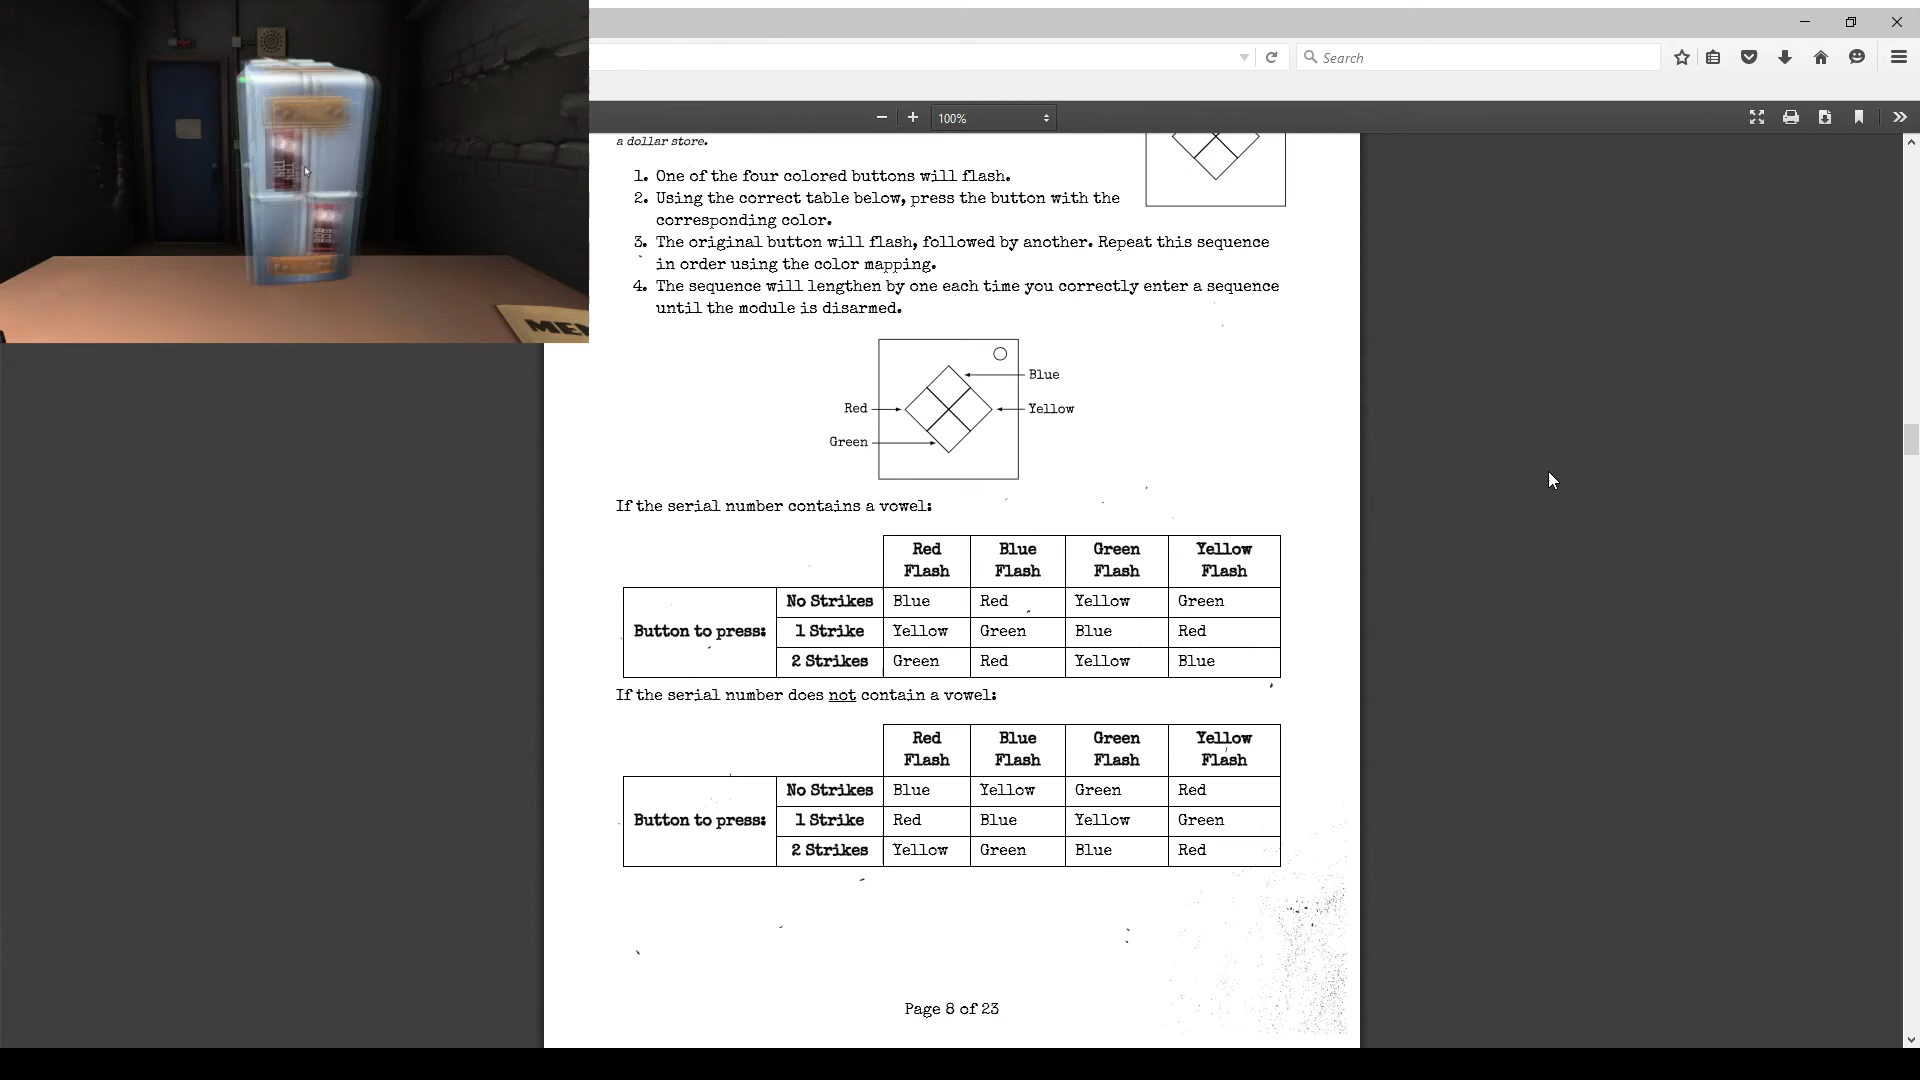 Search
100%
a dollar store.
1. One of the four colored buttons will flash.
2. Using the correct table below, press the button with the
corresponding color.
3. The original button will flash, followed by another. Repeat this sequence
in order using the color mapping.
4. The sequence will lengthen by one each time you correctly enter a sequence
until the module is disarmed.
Blue
Red
Yellow
Green
If the serial number contains a vowel:
Red Blue Green Yellow
Flash Flash Flash Flash
No Strikes Blue Red Yellow Green
Button to press: 1 Strike Yellow Green Blue Red
2 Strikes Green Red Yellow Blue
If the serial number does not contain a vowel:
Red Blue Green Yellow
Flash Flash Flash Flash
No Strikes Blue Yellow Green Red
Button to press: 1 Strike Red Blue Yellow Green
2 Strikes Yellow Green Blue Red
Page 8 of 23